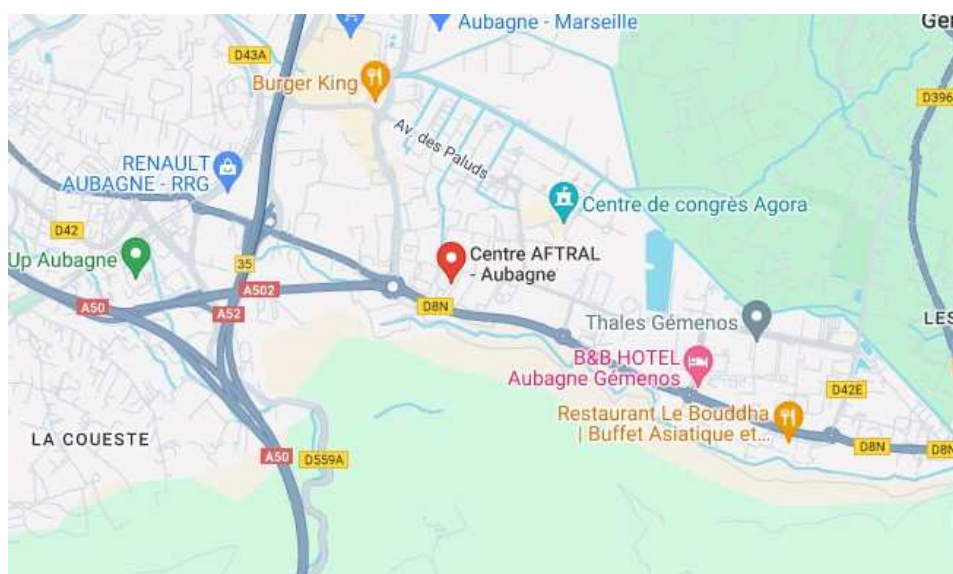 Aubagne - Marseille
Ge
D43A
Burger King
D396
Av. des Paluds
RENAULT
AUBAGNE - RRG
Centre de congrès Agora
D42
Up Aubagne
Centre AFTRAL
- Aubagne
35
A502
A50
A52
D8N
Thales Gémenos
LES
B&B HOTEL
Aubagne Gémenos
D42E
Restaurant Le Bouddha
| Buffet Asiatique et...
LA COUESTE
A50
D559A
D8N
D8N